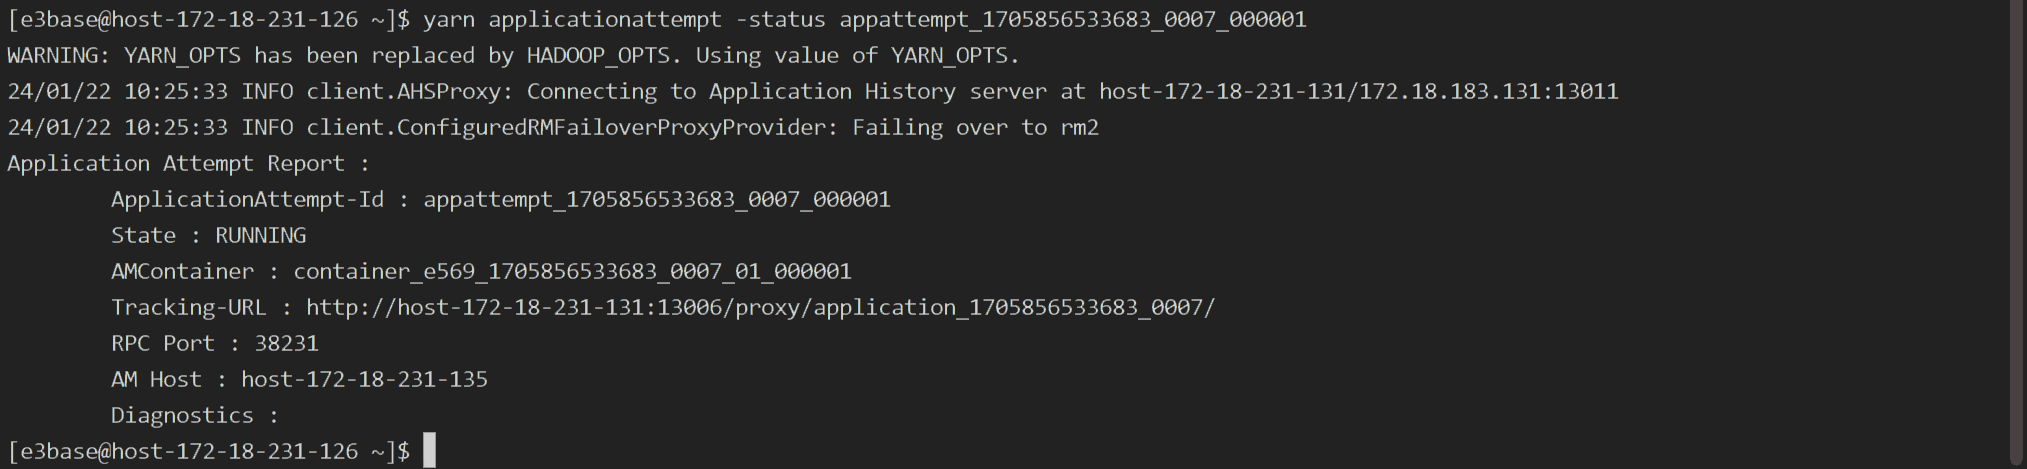 [e3base@host-172-18-231-126 ~]$ yarn applicationattempt -status appattempt_1705856533683_0007_000001
WARNING: YARN_OPTS has been replaced by HADOOP_OPTS. Using value of YARN_OPTS.
24/01/22 10:25:33 INFO client.AHSProxy: Connecting to Application History server at host-172-18-231-131/172.18.183.131:13011
24/01/22 10:25:33 INFO client.ConfiguredRMFailoverProxyProvider: Failing over to rm2
Application Attempt Report :
ApplicationAttempt-Id : appattempt_1705856533683_0007_000001
State : RUNNING
AMContainer : container_e569_1705856533683_0007_01_000001
Tracking-URL : http://host-172-18-231-131:13006/proxy/application_1705856533683_0007/
RPC Port : 38231
AM Host : host-172-18-231-135
Diagnostics :
[e3base@host-172-18-231-126 ~]$